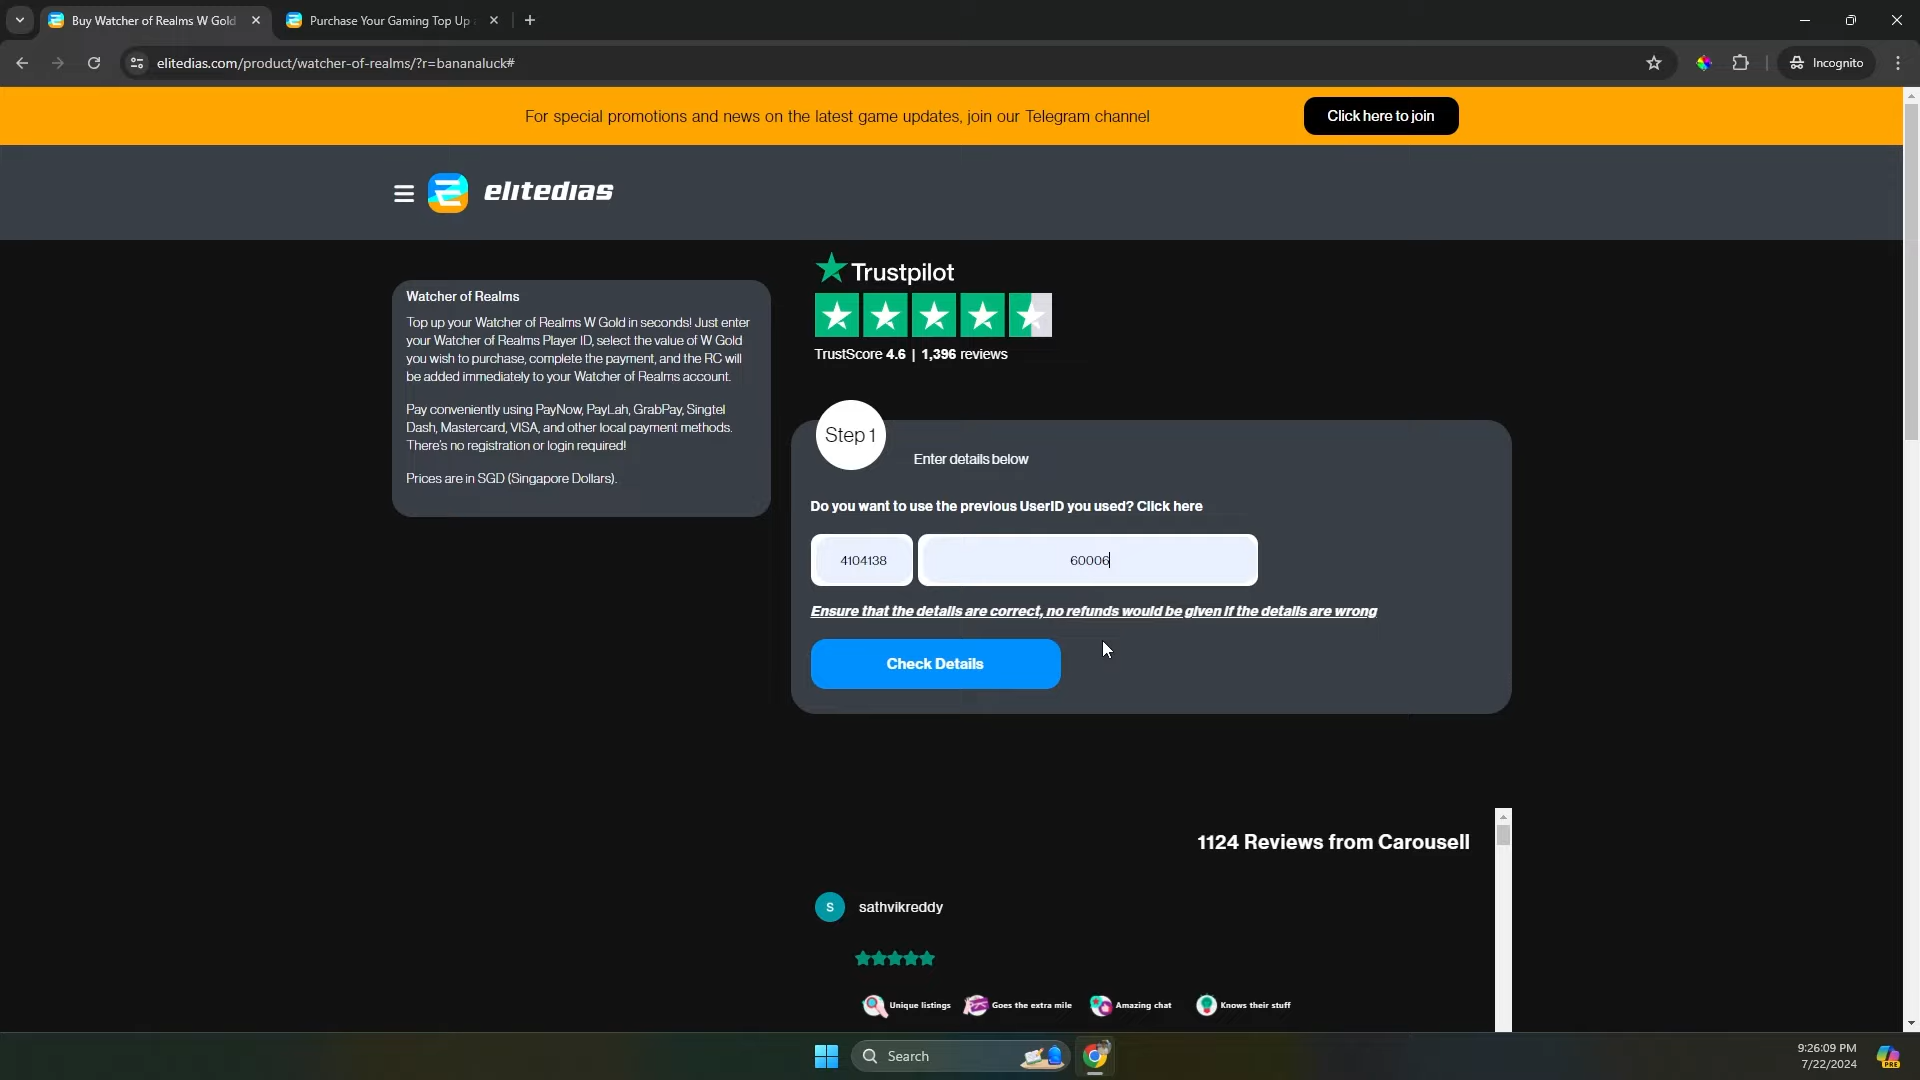 Buy Watcher of Realms W Gold
Purchase Your Gaming Top Up
elitedias.com/product/watcher-of-realms/?r=bananaluck#
Incognito
For special promotions and news on the latest game updates, join our Telegram channel
Click here to join
elitedias
Trustpilot
TrustScore 4.6 | 1,396 reviews
Watcher of Realms
Top up your Watcher of Realms W Gold in seconds! Just enter
your Watcher of Realms Player ID, select the value of W Gold
you wish to purchase, complete the payment, and the RC will
be added immediately to your Watcher of Realms account.
Pay conveniently using PayNow, PayLah, GrabPay, Singtel
Dash, Mastercard, VISA, and other local payment methods.
There's no registration or login required!
Prices are in SGD (Singapore Dollars).
Step 1
Enter details below
Do you want to use the previous UserID you used? Click here
4104138
60006
Ensure that the details are correct, no refunds would be given if the details are wrong
Check Details
1124 Reviews from Carousell
S
sathvikreddy
Unique listings
Goes the extra mile
Amazing chat
Knows their stuff
Search
9:26:09 PM
7/22/2024
PRE